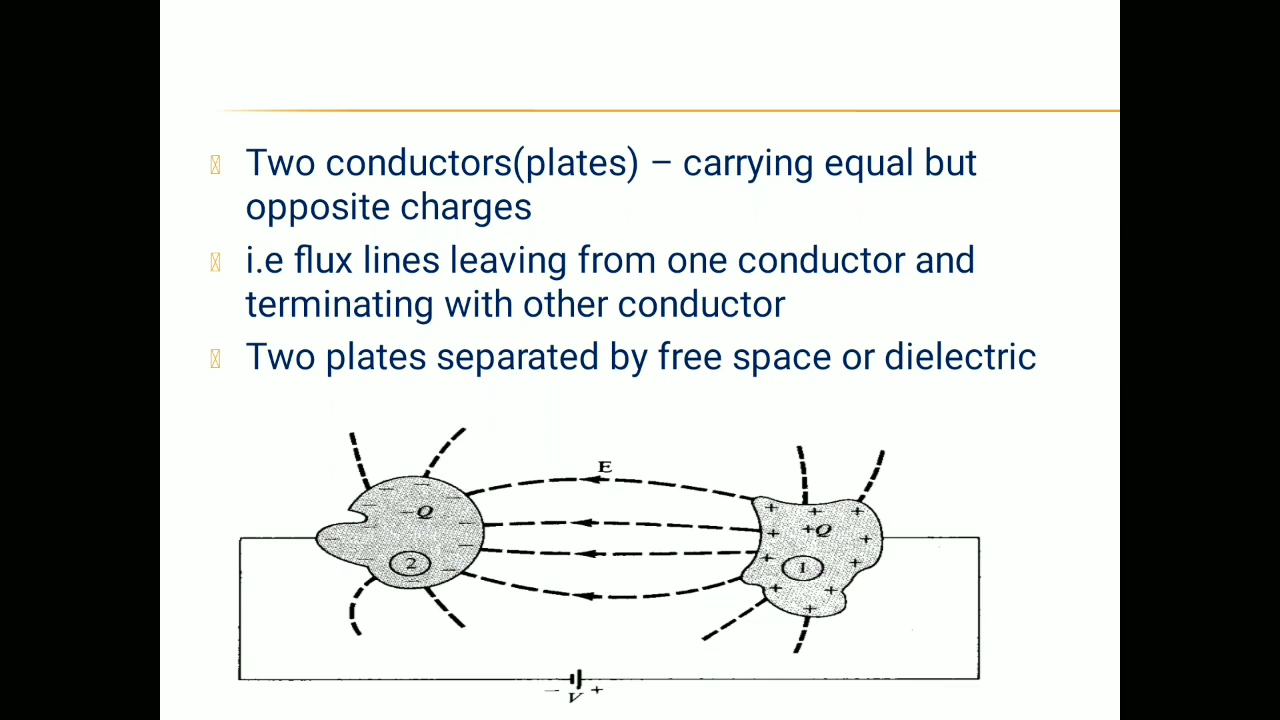 Two conductors(plates) – carrying equal but
opposite charges
i.e flux lines leaving from one conductor and
terminating with other conductor
Two plates separated by free space or dielectric
E
−Q
+Q
2
1
− V +